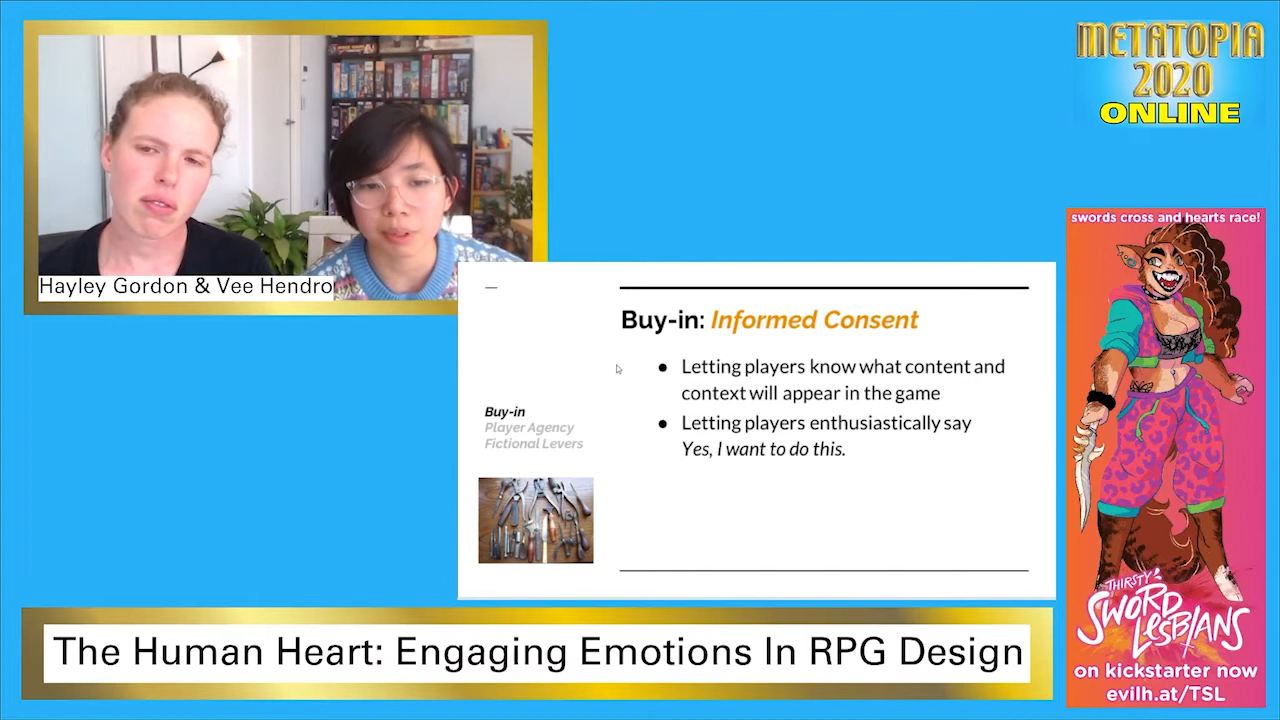 METATOPIA
2020
ONLINE
Hayley Gordon & Vee Hendro
Buy-in: Informed Consent
● Letting players know what content and
context will appear in the game
● Letting players enthusiastically say
Yes, I want to do this.
Buy-in
Player Agency
Fictional Levers
swords cross and hearts race!
THIRSTY
SWORD
LESBIANS
on kickstarter now
evilh.at/TSL
The Human Heart: Engaging Emotions In RPG Design